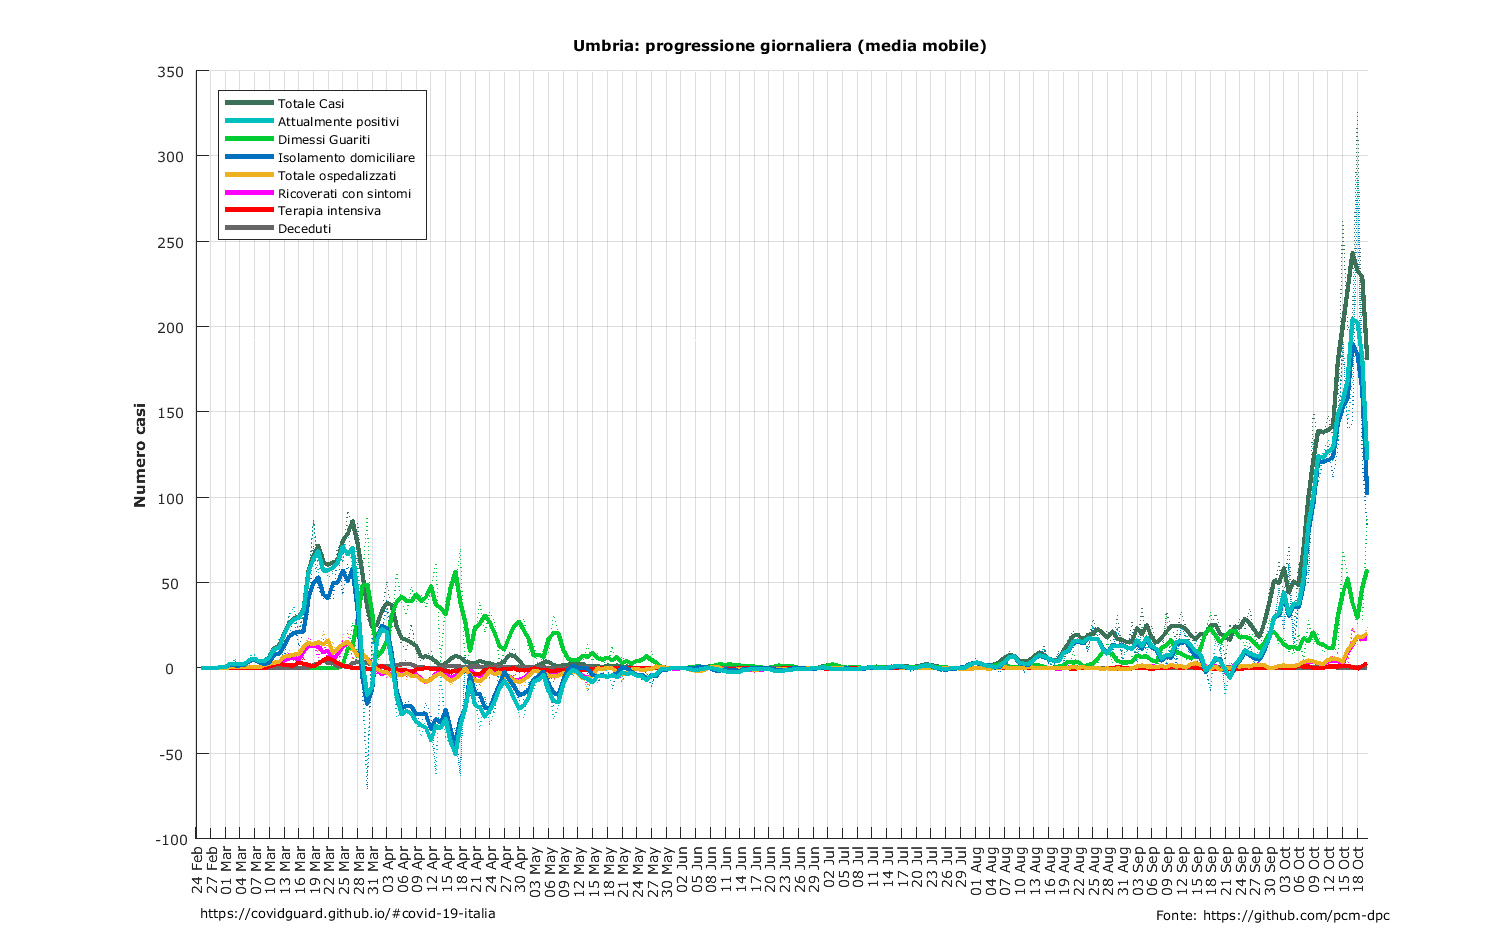 Umbria: progressione giornaliera (media mobile)
350
300
250
200
150
100
50
0
-50
-100
Numero casi
Totale Casi
Attualmente positivi
Dimessi Guariti
Isolamento domiciliare
Totale ospedalizzati
Ricoverati con sintomi
Terapia intensiva
Deceduti
24 Feb
27 Feb
01 Mar
04 Mar
07 Mar
10 Mar
13 Mar
16 Mar
19 Mar
22 Mar
25 Mar
28 Mar
31 Mar
03 Apr
06 Apr
09 Apr
12 Apr
15 Apr
18 Apr
21 Apr
24 Apr
27 Apr
30 Apr
03 May
06 May
09 May
12 May
15 May
18 May
21 May
24 May
27 May
30 May
02 Jun
05 Jun
08 Jun
11 Jun
14 Jun
17 Jun
20 Jun
23 Jun
26 Jun
29 Jun
02 Jul
05 Jul
08 Jul
11 Jul
14 Jul
17 Jul
20 Jul
23 Jul
26 Jul
29 Jul
01 Aug
04 Aug
07 Aug
10 Aug
13 Aug
16 Aug
19 Aug
22 Aug
25 Aug
28 Aug
31 Aug
03 Sep
06 Sep
09 Sep
12 Sep
15 Sep
18 Sep
21 Sep
24 Sep
27 Sep
30 Sep
03 Oct
06 Oct
09 Oct
12 Oct
15 Oct
18 Oct
https://covidguard.github.io/#covid-19-italia
Fonte: https://github.com/pcm-dpc